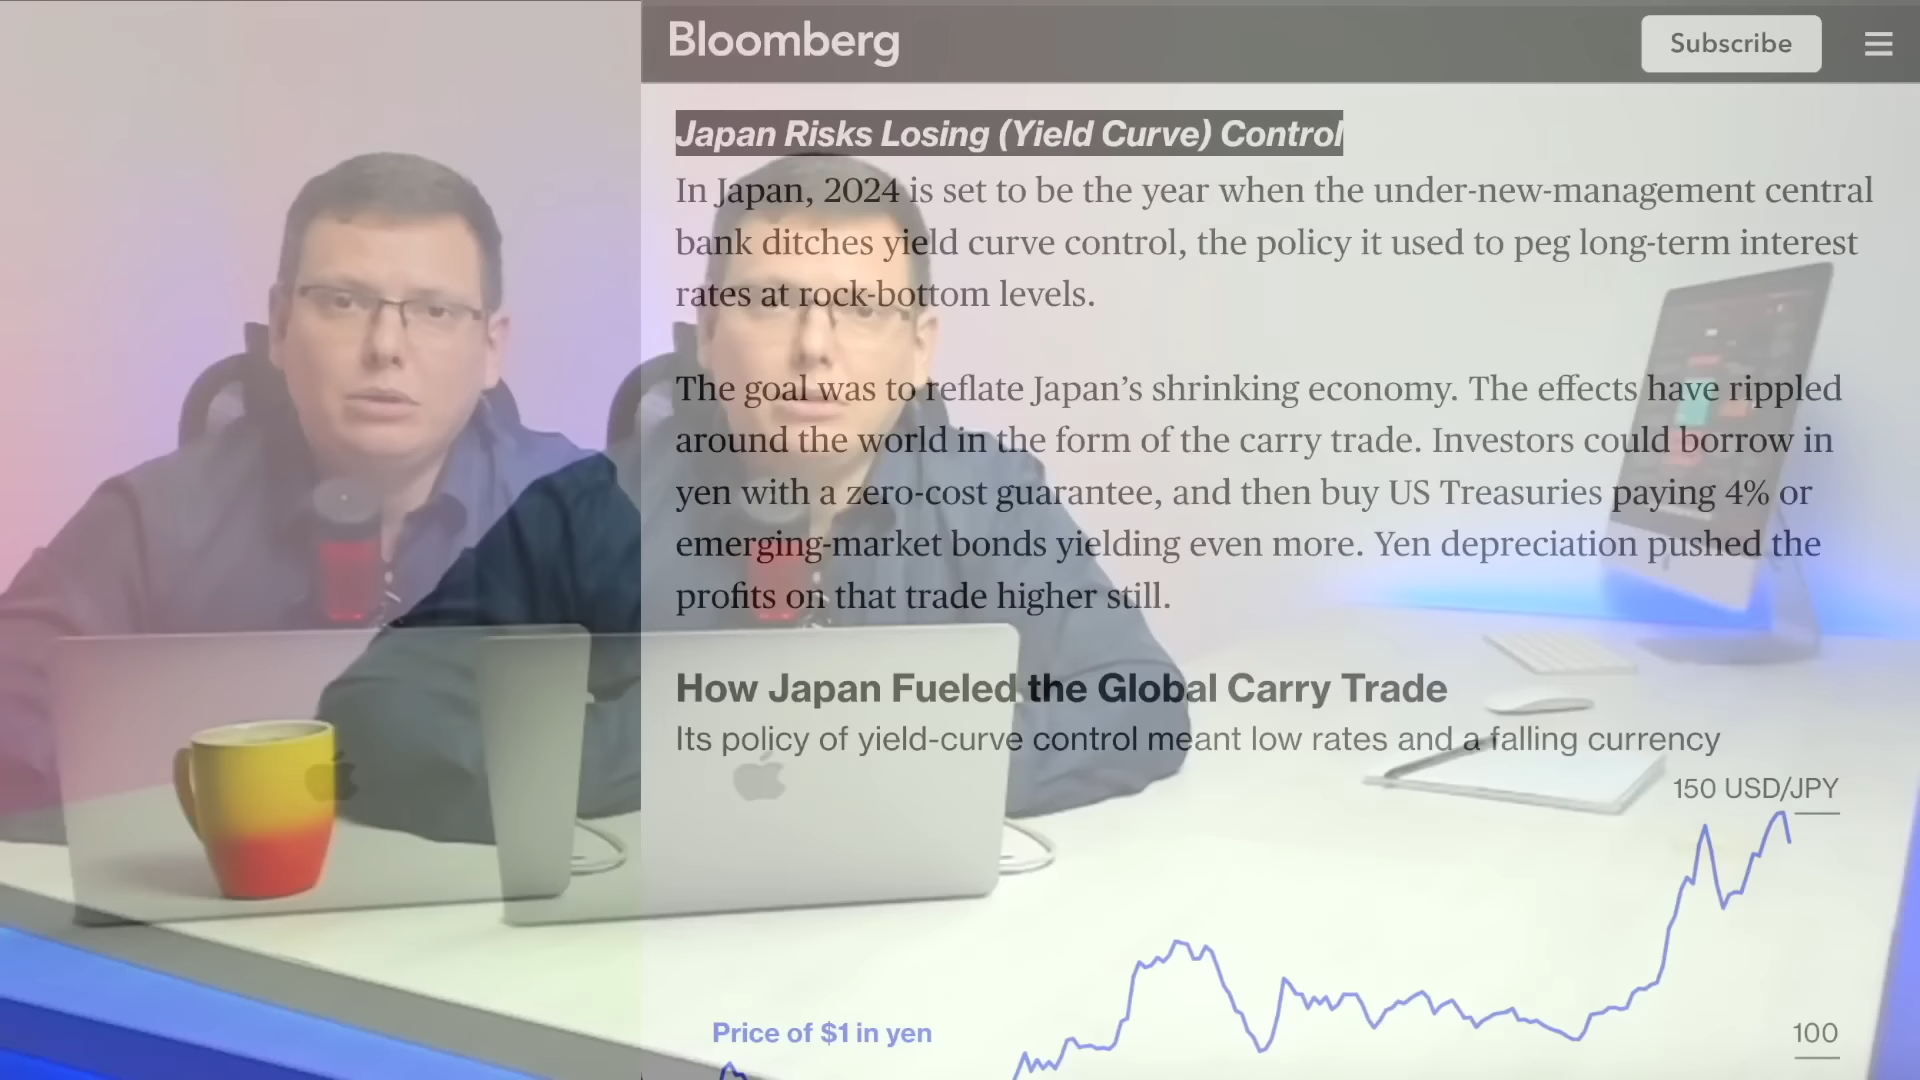 Bloomberg
Subscribe
Japan Risks Losing (Yield Curve) Control
In Japan, 2024 is set to be the year when the under-new-management central
bank ditches yield curve control, the policy it used to peg long-term interest
rates at rock-bottom levels.
The goal was to reflate Japan’s shrinking economy. The effects have rippled
around the world in the form of the carry trade. Investors could borrow in
yen with a zero-cost guarantee, and then buy US Treasuries paying 4% or
emerging-market bonds yielding even more. Yen depreciation pushed the
profits on that trade higher still.
How Japan Fueled the Global Carry Trade
Its policy of yield-curve control meant low rates and a falling currency
150 USD/JPY
Price of $1 in yen
100